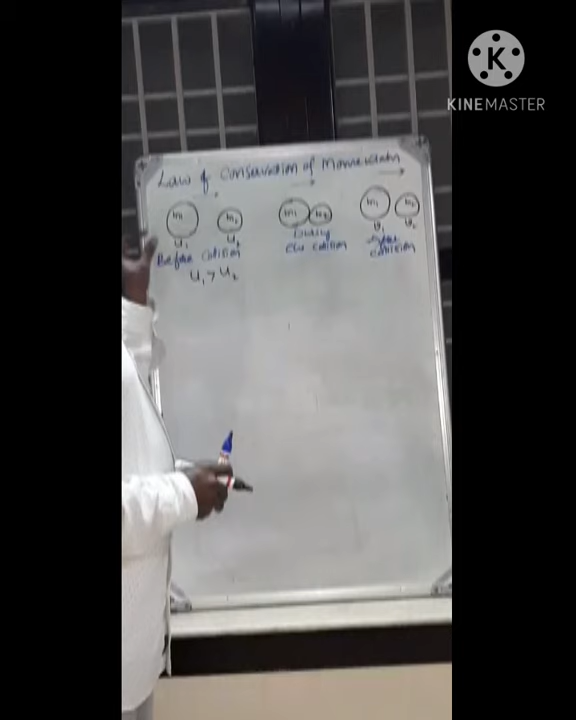 K
KINEMASTER
Law of Conservation of Momentum
m₁ m₂ m₁ m₂ m₁ m₂
u₁ u₂ v₁ v₂
During
Before Collision the collision after collision
u₁ > u₂